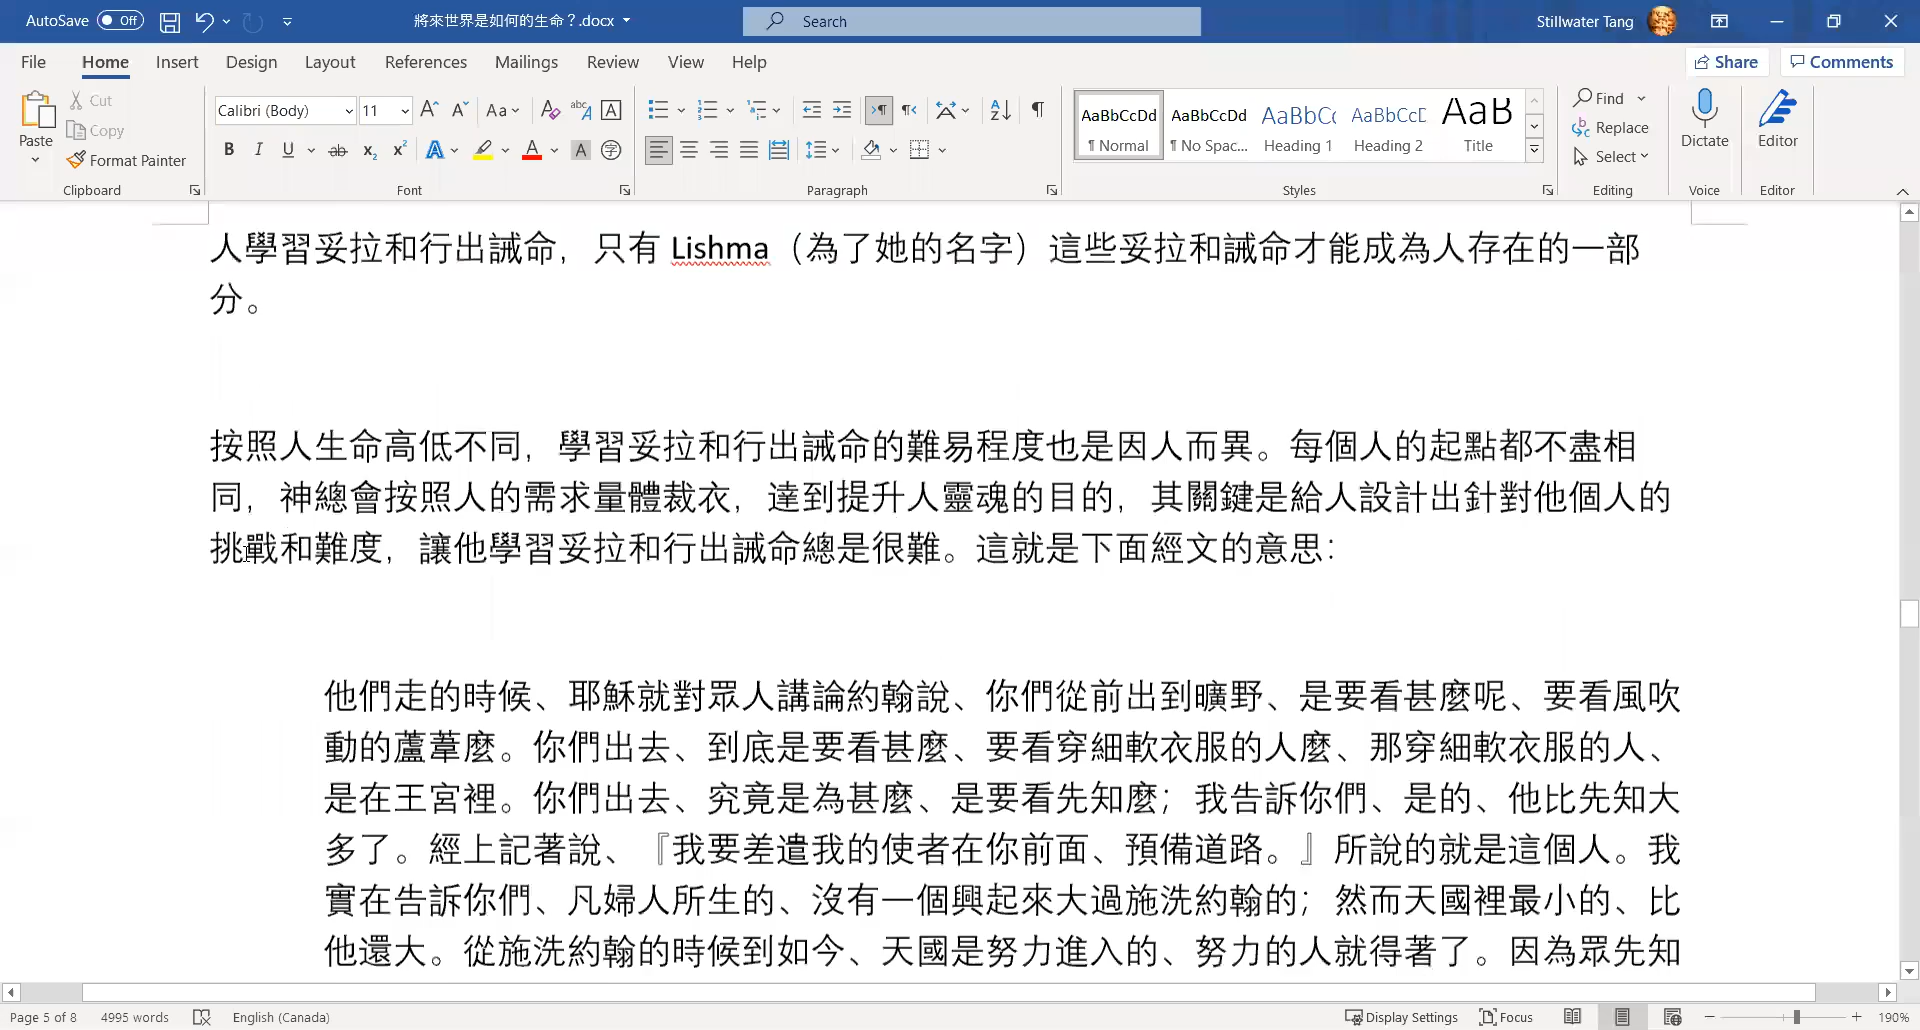 AutoSave Off 將來世界是如何的生命？.docx Search Stillwater Tang
File Home Insert Design Layout References Mailings Review View Help Share Comments
Paste Cut Copy Format Painter Clipboard
Calibri (Body) 11 Aa A
B I U ab x₂ x² A A A 字 Font
Paragraph
AaBbCcDd ¶ Normal
AaBbCcDd ¶ No Spac...
AaBbCc Heading 1
AaBbCcD Heading 2
AaB Title
Styles
Find Replace Select Editing
Dictate Voice
Editor Editor
人學習妥拉和行出誡命，只有 Lishma（為了她的名字）這些妥拉和誡命才能成為人存在的一部
分。
按照人生命高低不同，學習妥拉和行出誡命的難易程度也是因人而異。每個人的起點都不盡相
同，神總會按照人的需求量體裁衣，達到提升人靈魂的目的，其關鍵是給人設計出針對他個人的
挑戰和難度，讓他學習妥拉和行出誡命總是很難。這就是下面經文的意思：
他們走的時候、耶穌就對眾人講論約翰說、你們從前出到曠野、是要看甚麼呢、要看風吹
動的蘆葦麼。你們出去、到底是要看甚麼、要看穿細軟衣服的人麼、那穿細軟衣服的人、
是在王宮裡。你們出去、究竟是為甚麼、是要看先知麼；我告訴你們、是的、他比先知大
多了。經上記著說、『我要差遣我的使者在你前面、預備道路。』所說的就是這個人。我
實在告訴你們、凡婦人所生的、沒有一個興起來大過施洗約翰的；然而天國裡最小的、比
他還大。從施洗約翰的時候到如今、天國是努力進入的、努力的人就得著了。因為眾先知
Page 5 of 8 4995 words English (Canada) Display Settings Focus 190%